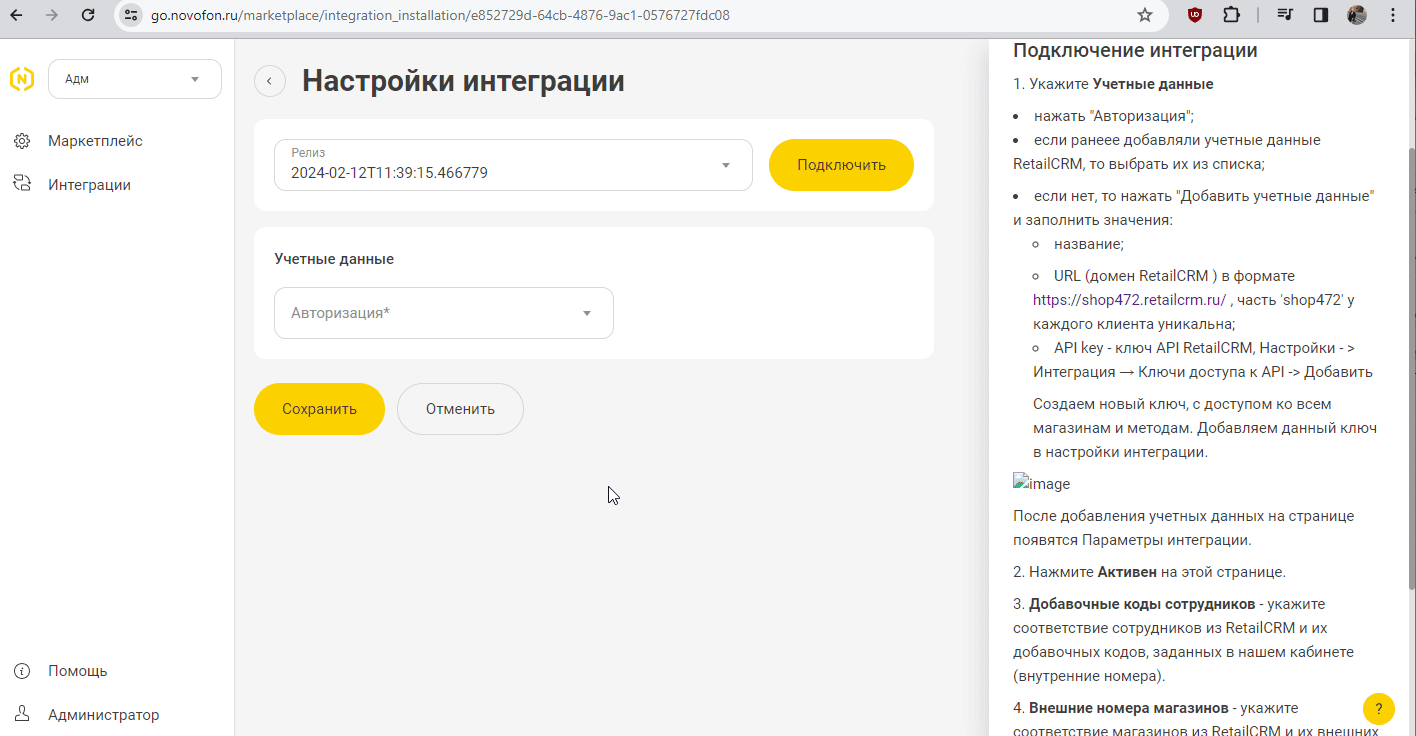 go.novofon.ru/marketplace/integration_installation/e852729d-64cb-4876-9ac1-0576727fdc08
Адм
Маркетплейс
Интеграции
Помощь
Администратор
Настройки интеграции
Релиз
2024-02-12T11:39:15.466779
Подключить
Учетные данные
Авторизация*
Сохранить
Отменить
Подключение интеграции
1. Укажите Учетные данные
• нажать "Авторизация";
• если ранеее добавляли учетные данные
RetailCRM, то выбрать их из списка;
• если нет, то нажать "Добавить учетные данные"
и заполнить значения:
◦ название;
◦ URL (домен RetailCRM ) в формате
https://shop472.retailcrm.ru/ , часть 'shop472' у
каждого клиента уникальна;
◦ API key - ключ API RetailCRM, Настройки - >
Интеграция → Ключи доступа к API -> Добавить
Создаем новый ключ, с доступом ко всем
магазинам и методам. Добавляем данный ключ
в настройки интеграции.
image
После добавления учетных данных на странице
появятся Параметры интеграции.
2. Нажмите Активен на этой странице.
3. Добавочные коды сотрудников - укажите
соответствие сотрудников из RetailCRM и их
добавочных кодов, заданных в нашем кабинете
(внутренние номера).
4. Внешние номера магазинов - укажите
соответствие магазинов из RetailCRM и их внешних
?